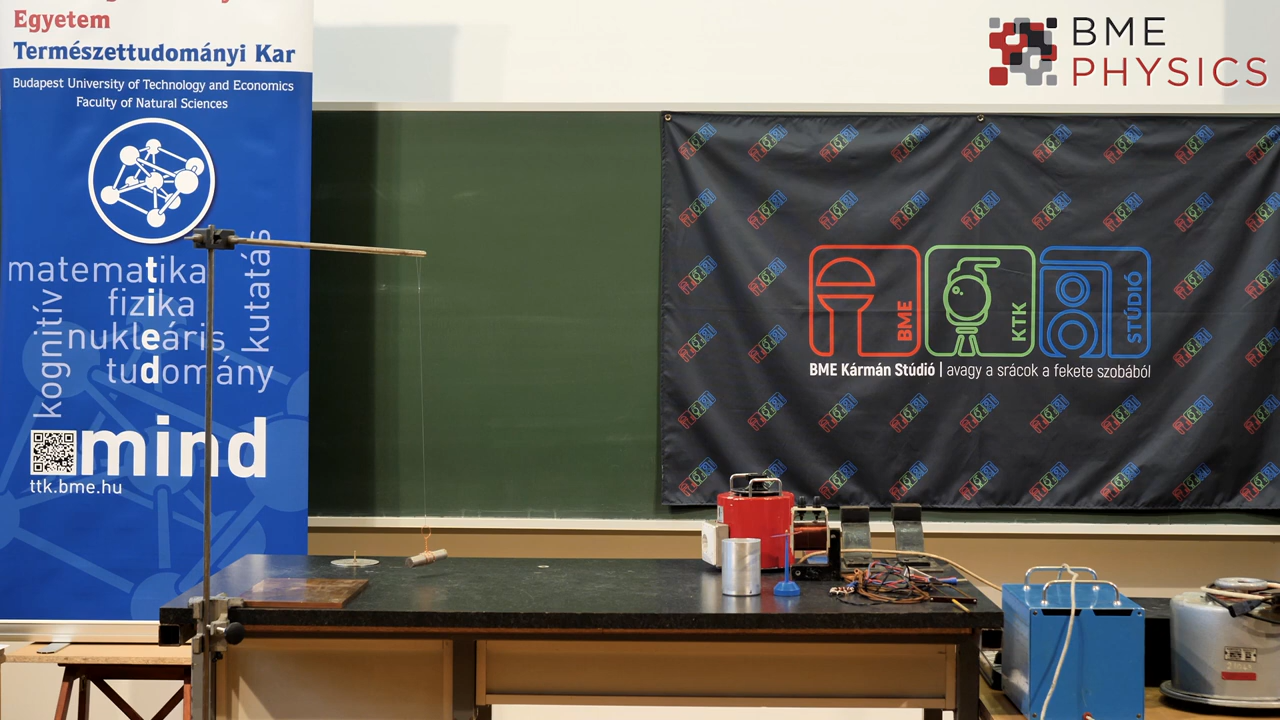 Egyetem
Természettudományi Kar
Budapest University of Technology and Economics
Faculty of Natural Sciences
matematika
fizika
nukleáris
tudomány
kognitív
kutatás
mind
ttk.bme.hu
BME
PHYSICS
BME
KTK
STÚDIÓ
BME Kármán Stúdió | avagy a srácok a fekete szobából